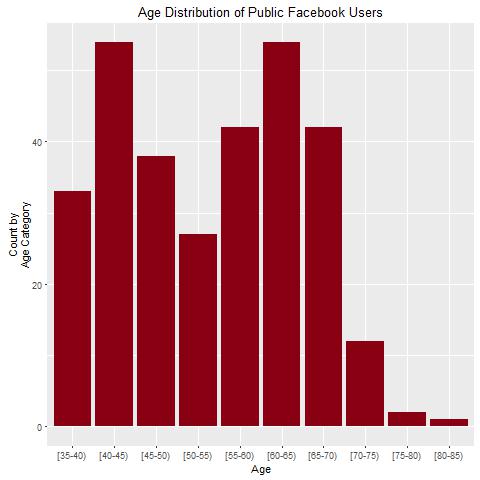 Age Distribution of Public Facebook Users
Count by
Age Category
40
20
0
[35-40) [40-45) [45-50) [50-55) [55-60) [60-65) [65-70) [70-75) [75-80) [80-85)
Age